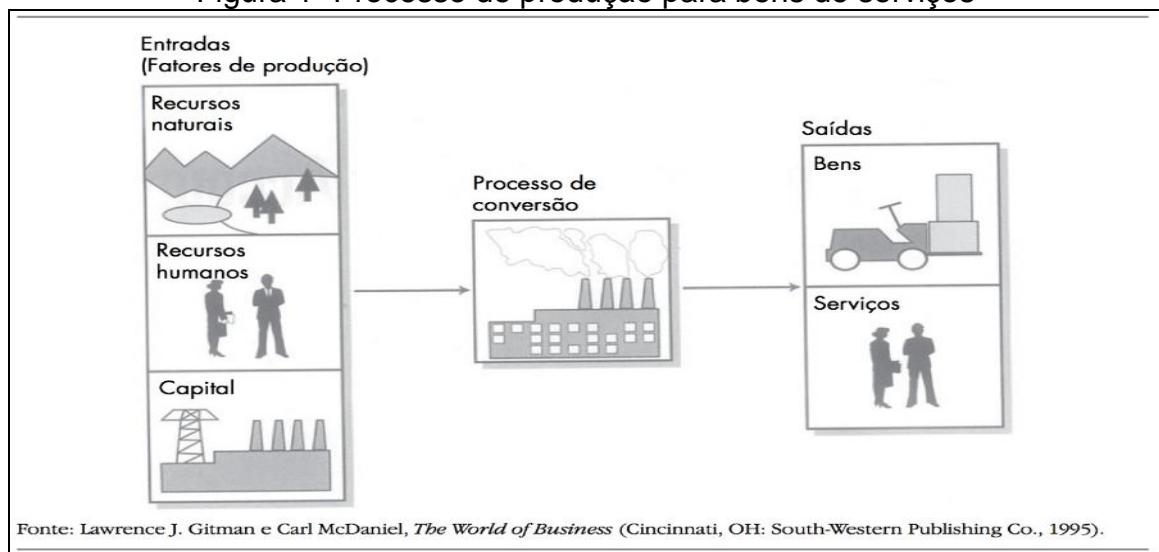 Entradas
(Fatores de produção)
Recursos
naturais
Recursos
humanos
Capital
Processo de
conversão
Saídas
Bens
Serviços
Fonte: Lawrence J. Gitman e Carl McDaniel, The World of Business (Cincinnati, OH: South-Western Publishing Co., 1995).